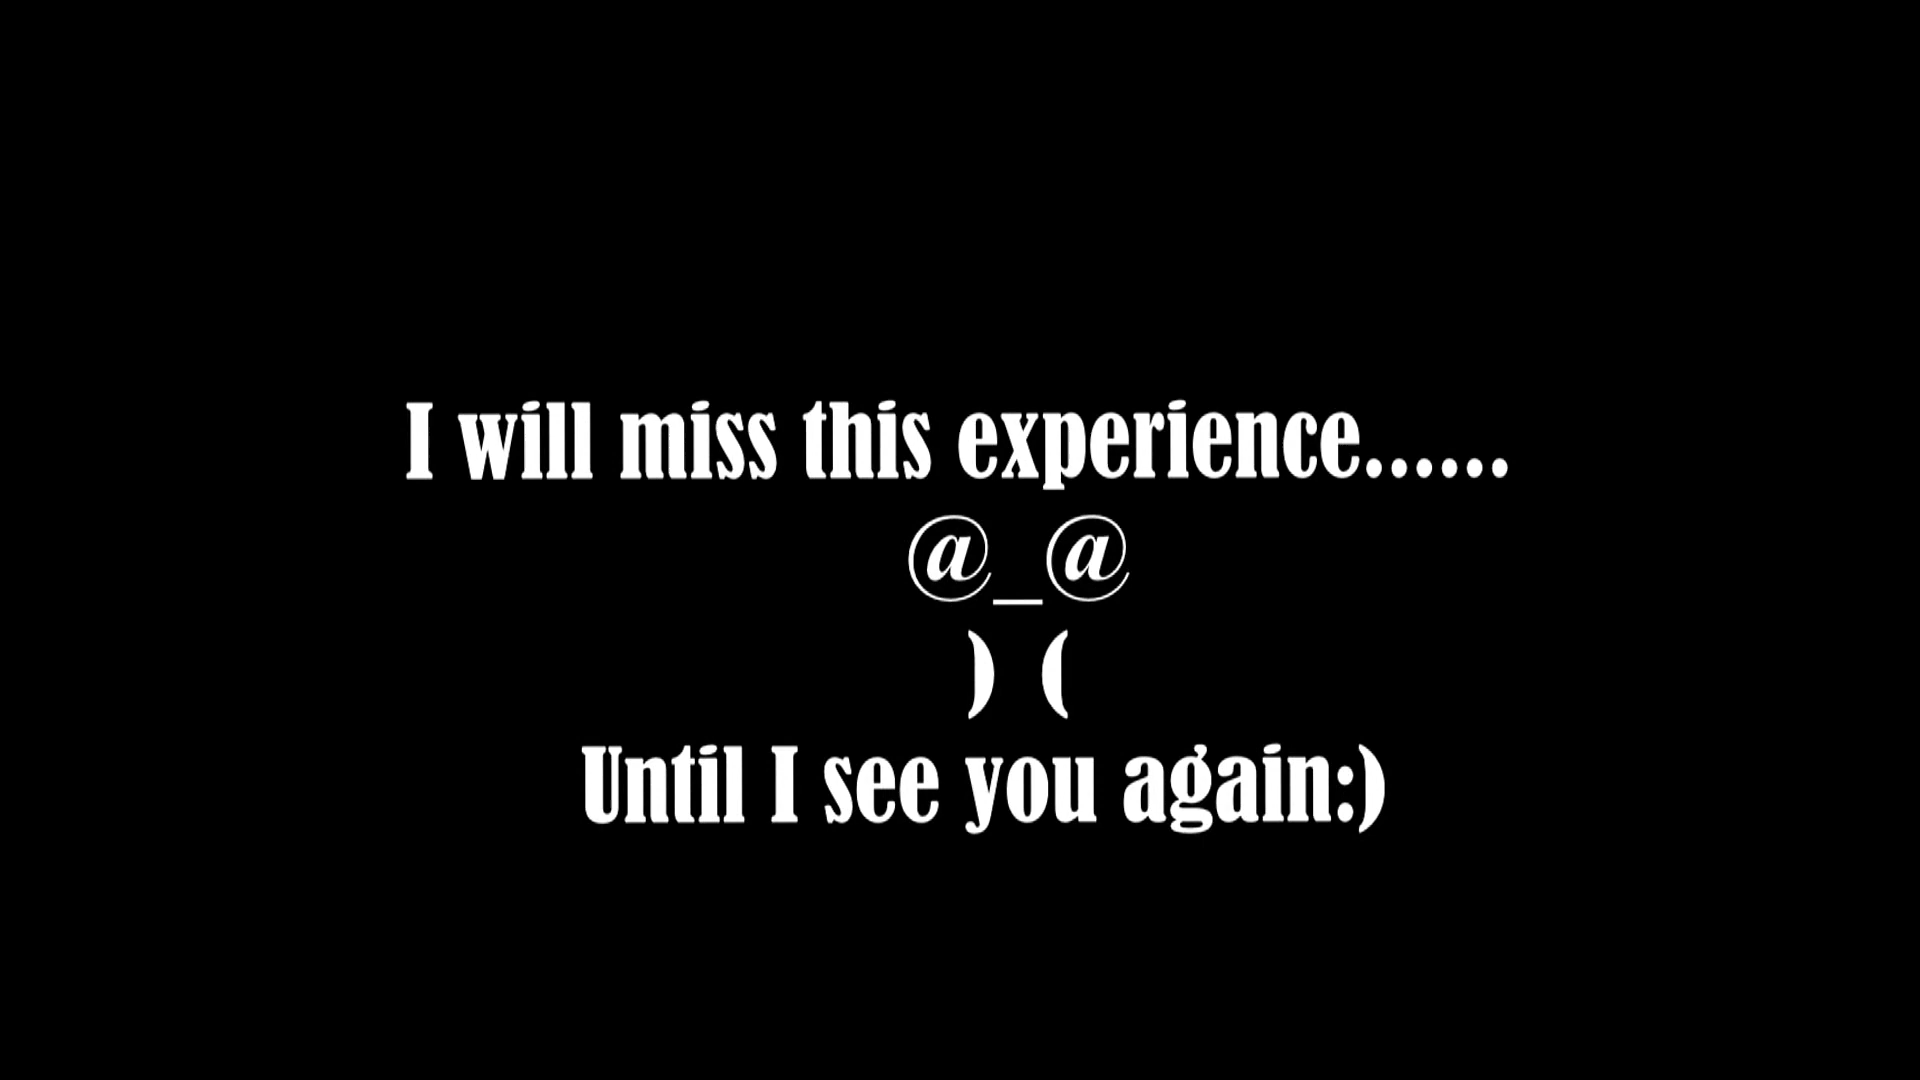 I will miss this experience......
@_@
) (
Until I see you again:)